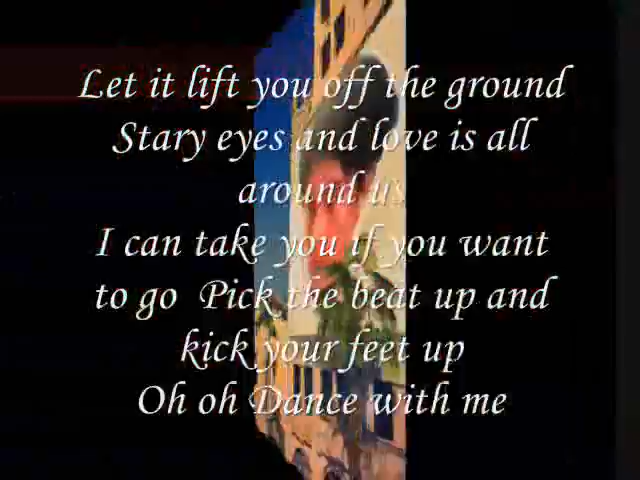 Let it lift you off the ground
Stary eyes and love is all
around us
I can take you if you want
to go Pick the beat up and
kick your feet up
Oh oh Dance with me